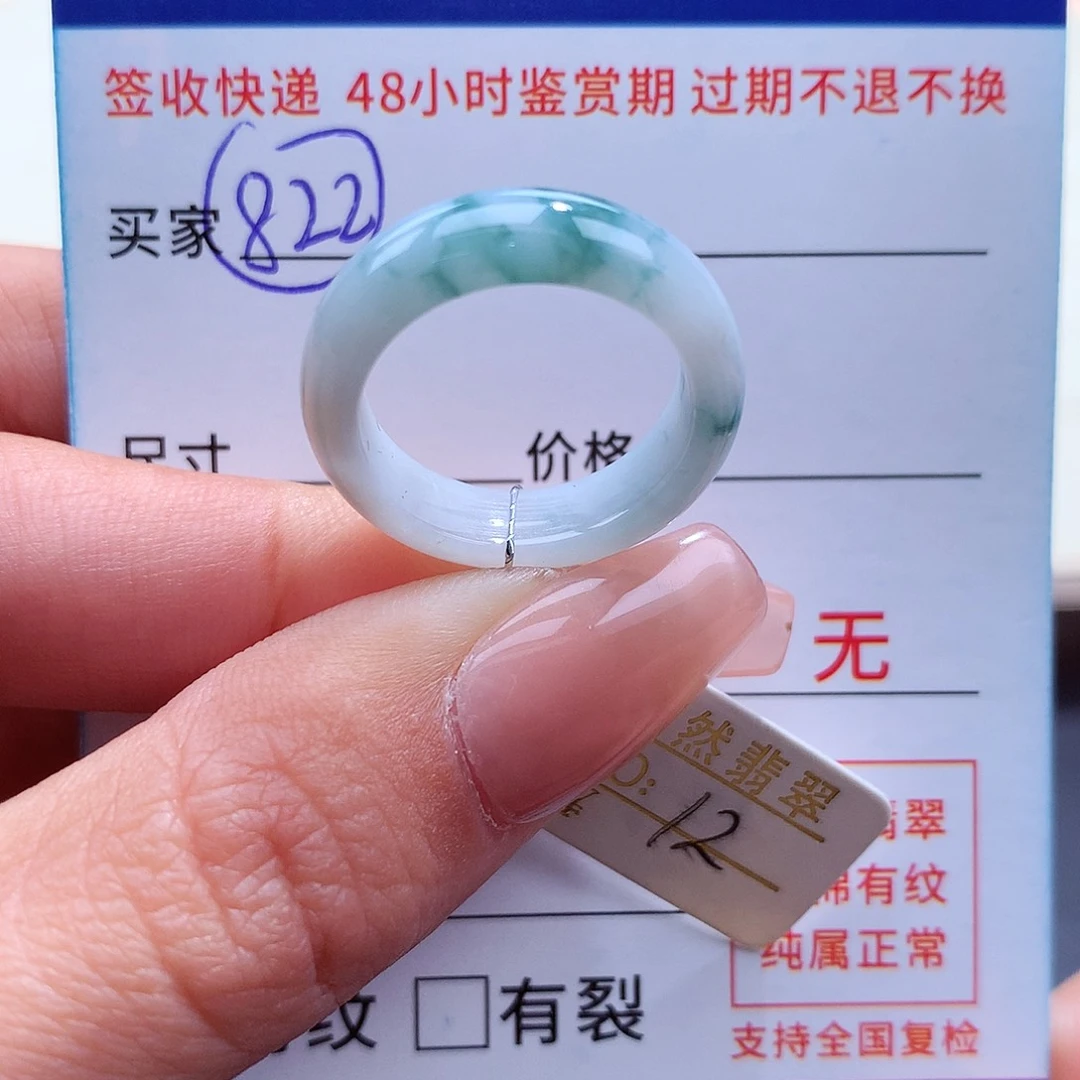 签收快递 48小时鉴赏期 过期不退不换
买家 822
尺寸 价格
无
然翡翠
O:
12
翡翠
棉有纹
纯属正常
纹 有裂
支持全国复检